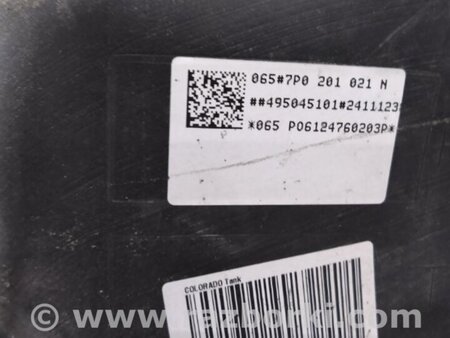 065#7P0 201 021 N
##495045101#2411123
*065 P06124760203P*
COLORADO Tank
© www.razborki.com